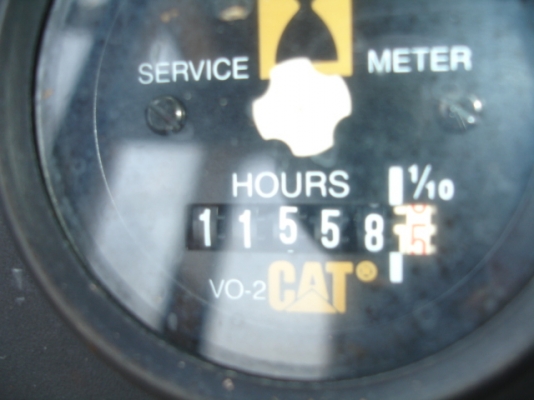 SERVICE METER
HOURS 1/10
11558
VO-2 CAT®